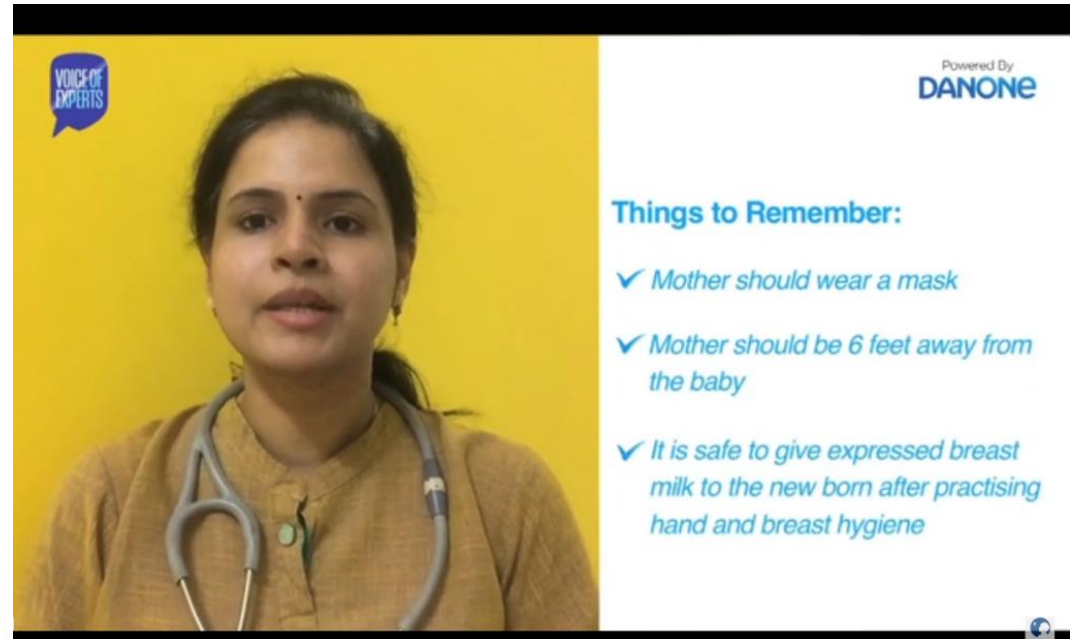 VOICE OF
EXPERTS
Powered By
DANONE
Things to Remember:
Mother should wear a mask
Mother should be 6 feet away from
the baby
It is safe to give expressed breast
milk to the new born after practising
hand and breast hygiene